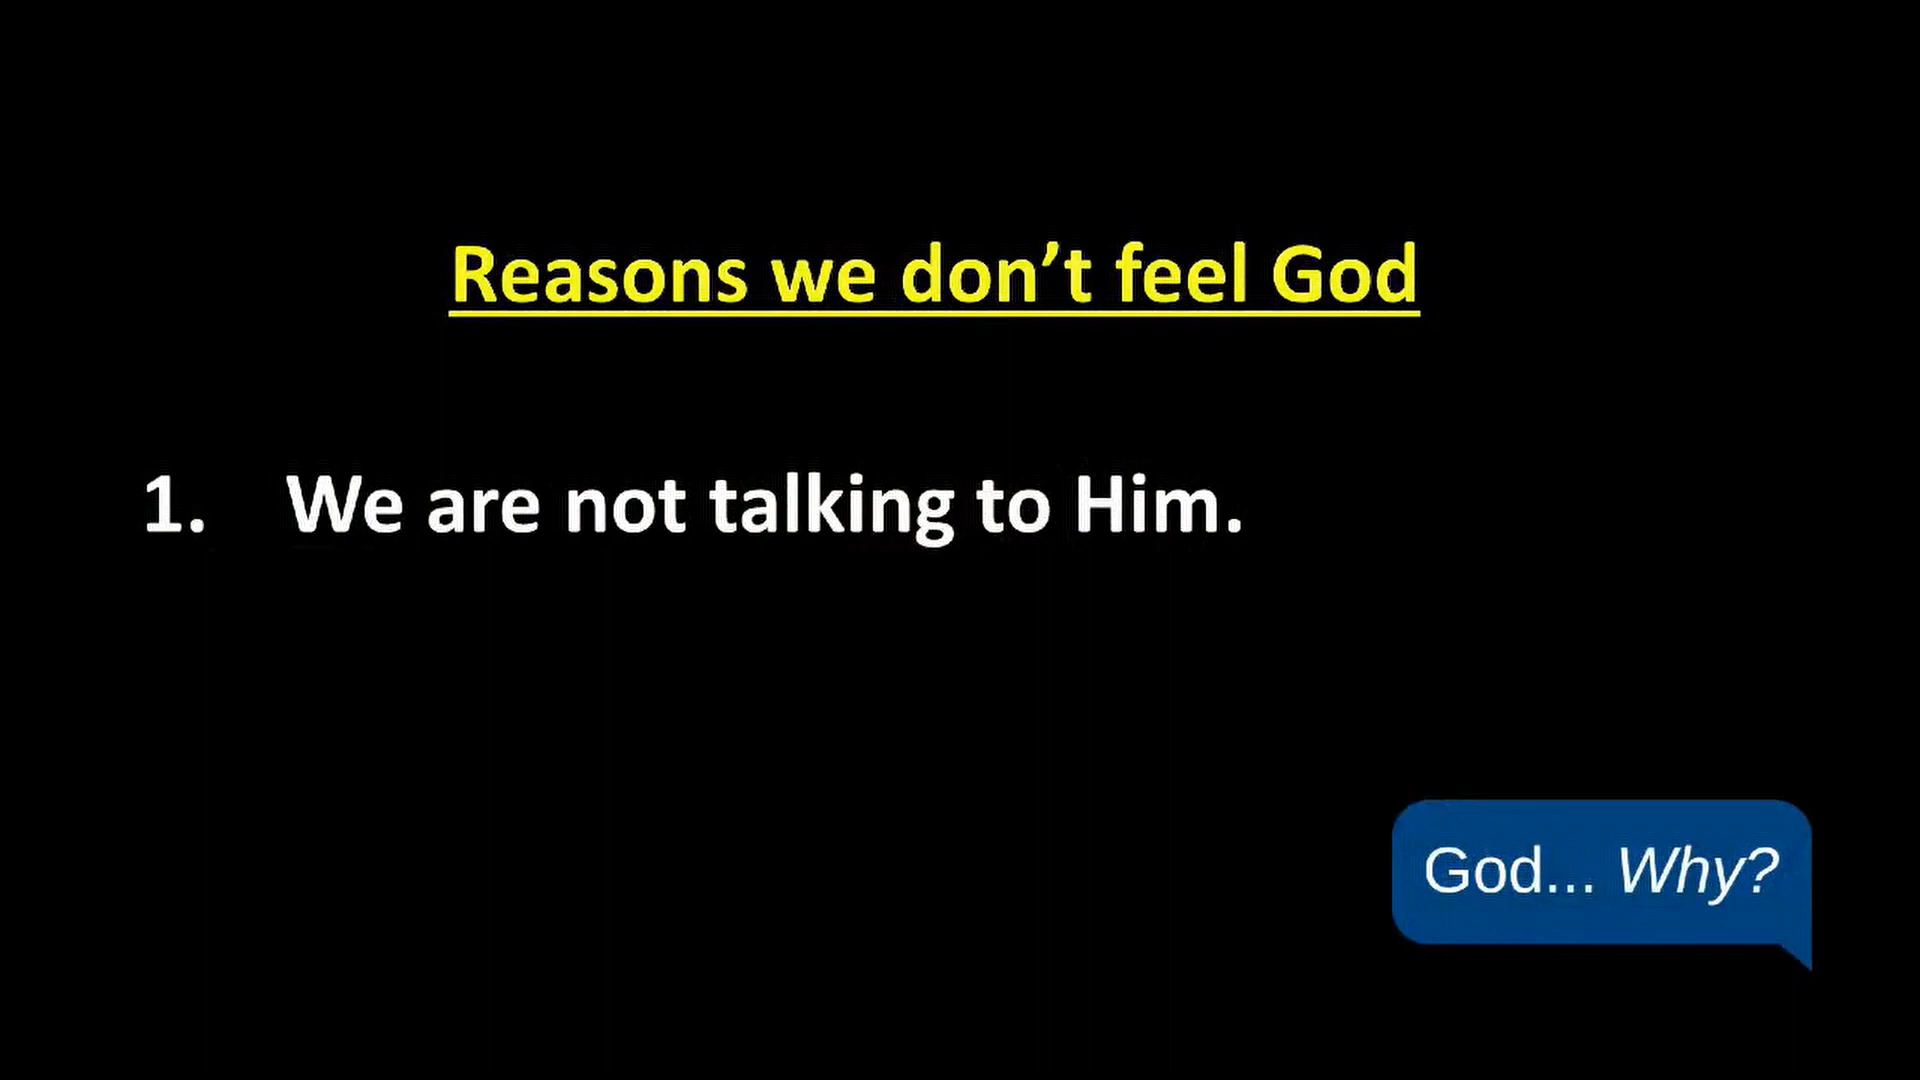 Reasons we don’t feel God
1. We are not talking to Him.
God... Why?